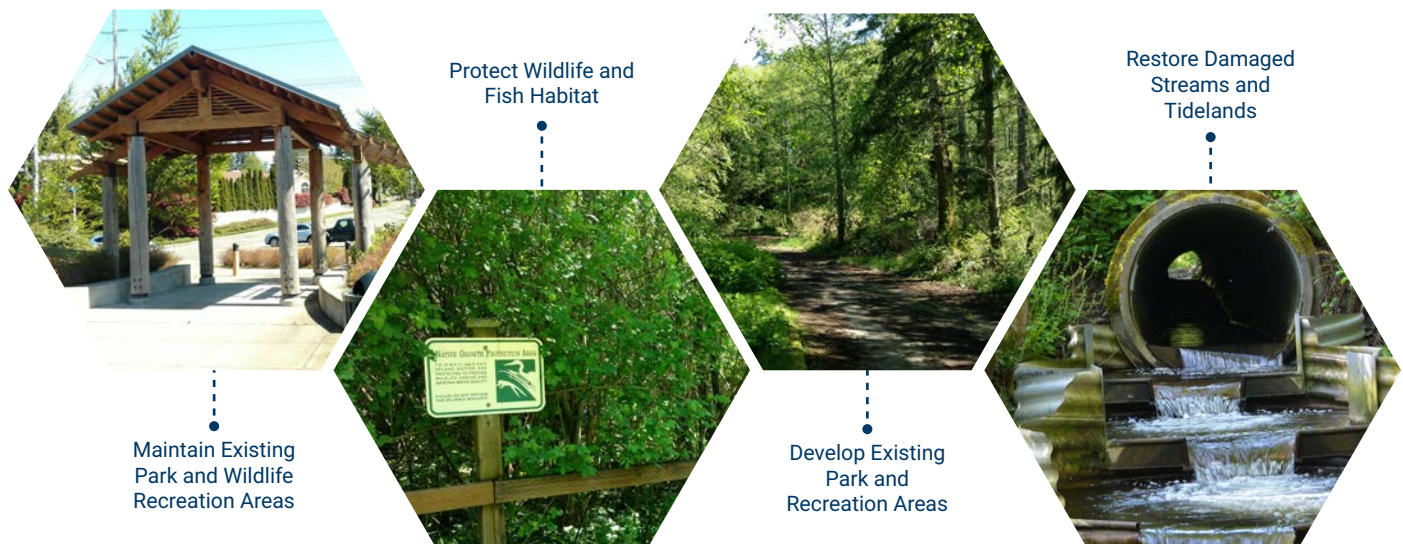 Protect Wildlife and
Fish Habitat
Restore Damaged
Streams and
Tidelands
NATIVE GROWTH PROTECTION AREA
Maintain Existing
Park and Wildlife
Recreation Areas
Develop Existing
Park and
Recreation Areas